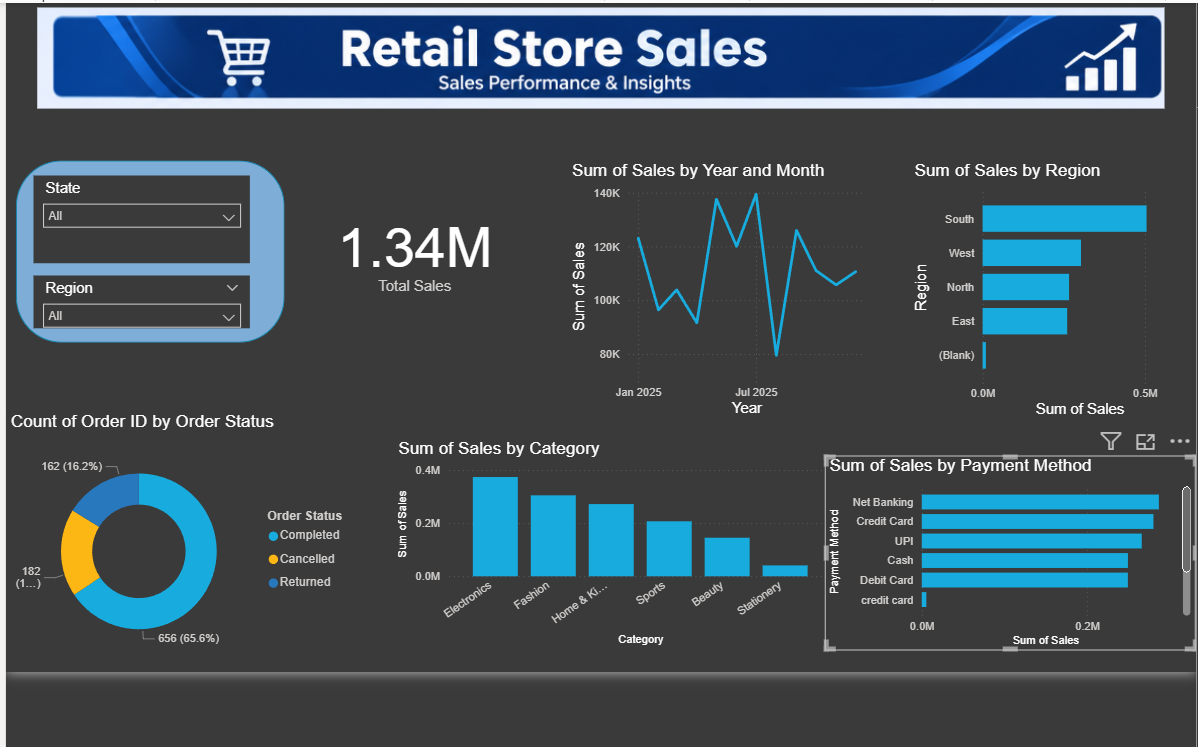 Retail Store Sales
Sales Performance & Insights
State
All
Region
All
1.34M
Total Sales
Sum of Sales by Year and Month
140K
120K
100K
80K
Sum of Sales
Jan 2025
Jul 2025
Year
Sum of Sales by Region
Region
South
West
North
East
(Blank)
0.0M
0.5M
Sum of Sales
Count of Order ID by Order Status
162 (16.2%)
182
(1...)
656 (65.6%)
Order Status
Completed
Cancelled
Returned
Sum of Sales by Category
Sum of Sales
0.4M
0.2M
0.0M
Electronics
Fashion
Home & Ki...
Sports
Beauty
Stationery
Category
Sum of Sales by Payment Method
Payment Method
Net Banking
Credit Card
UPI
Cash
Debit Card
credit card
0.0M
0.2M
Sum of Sales